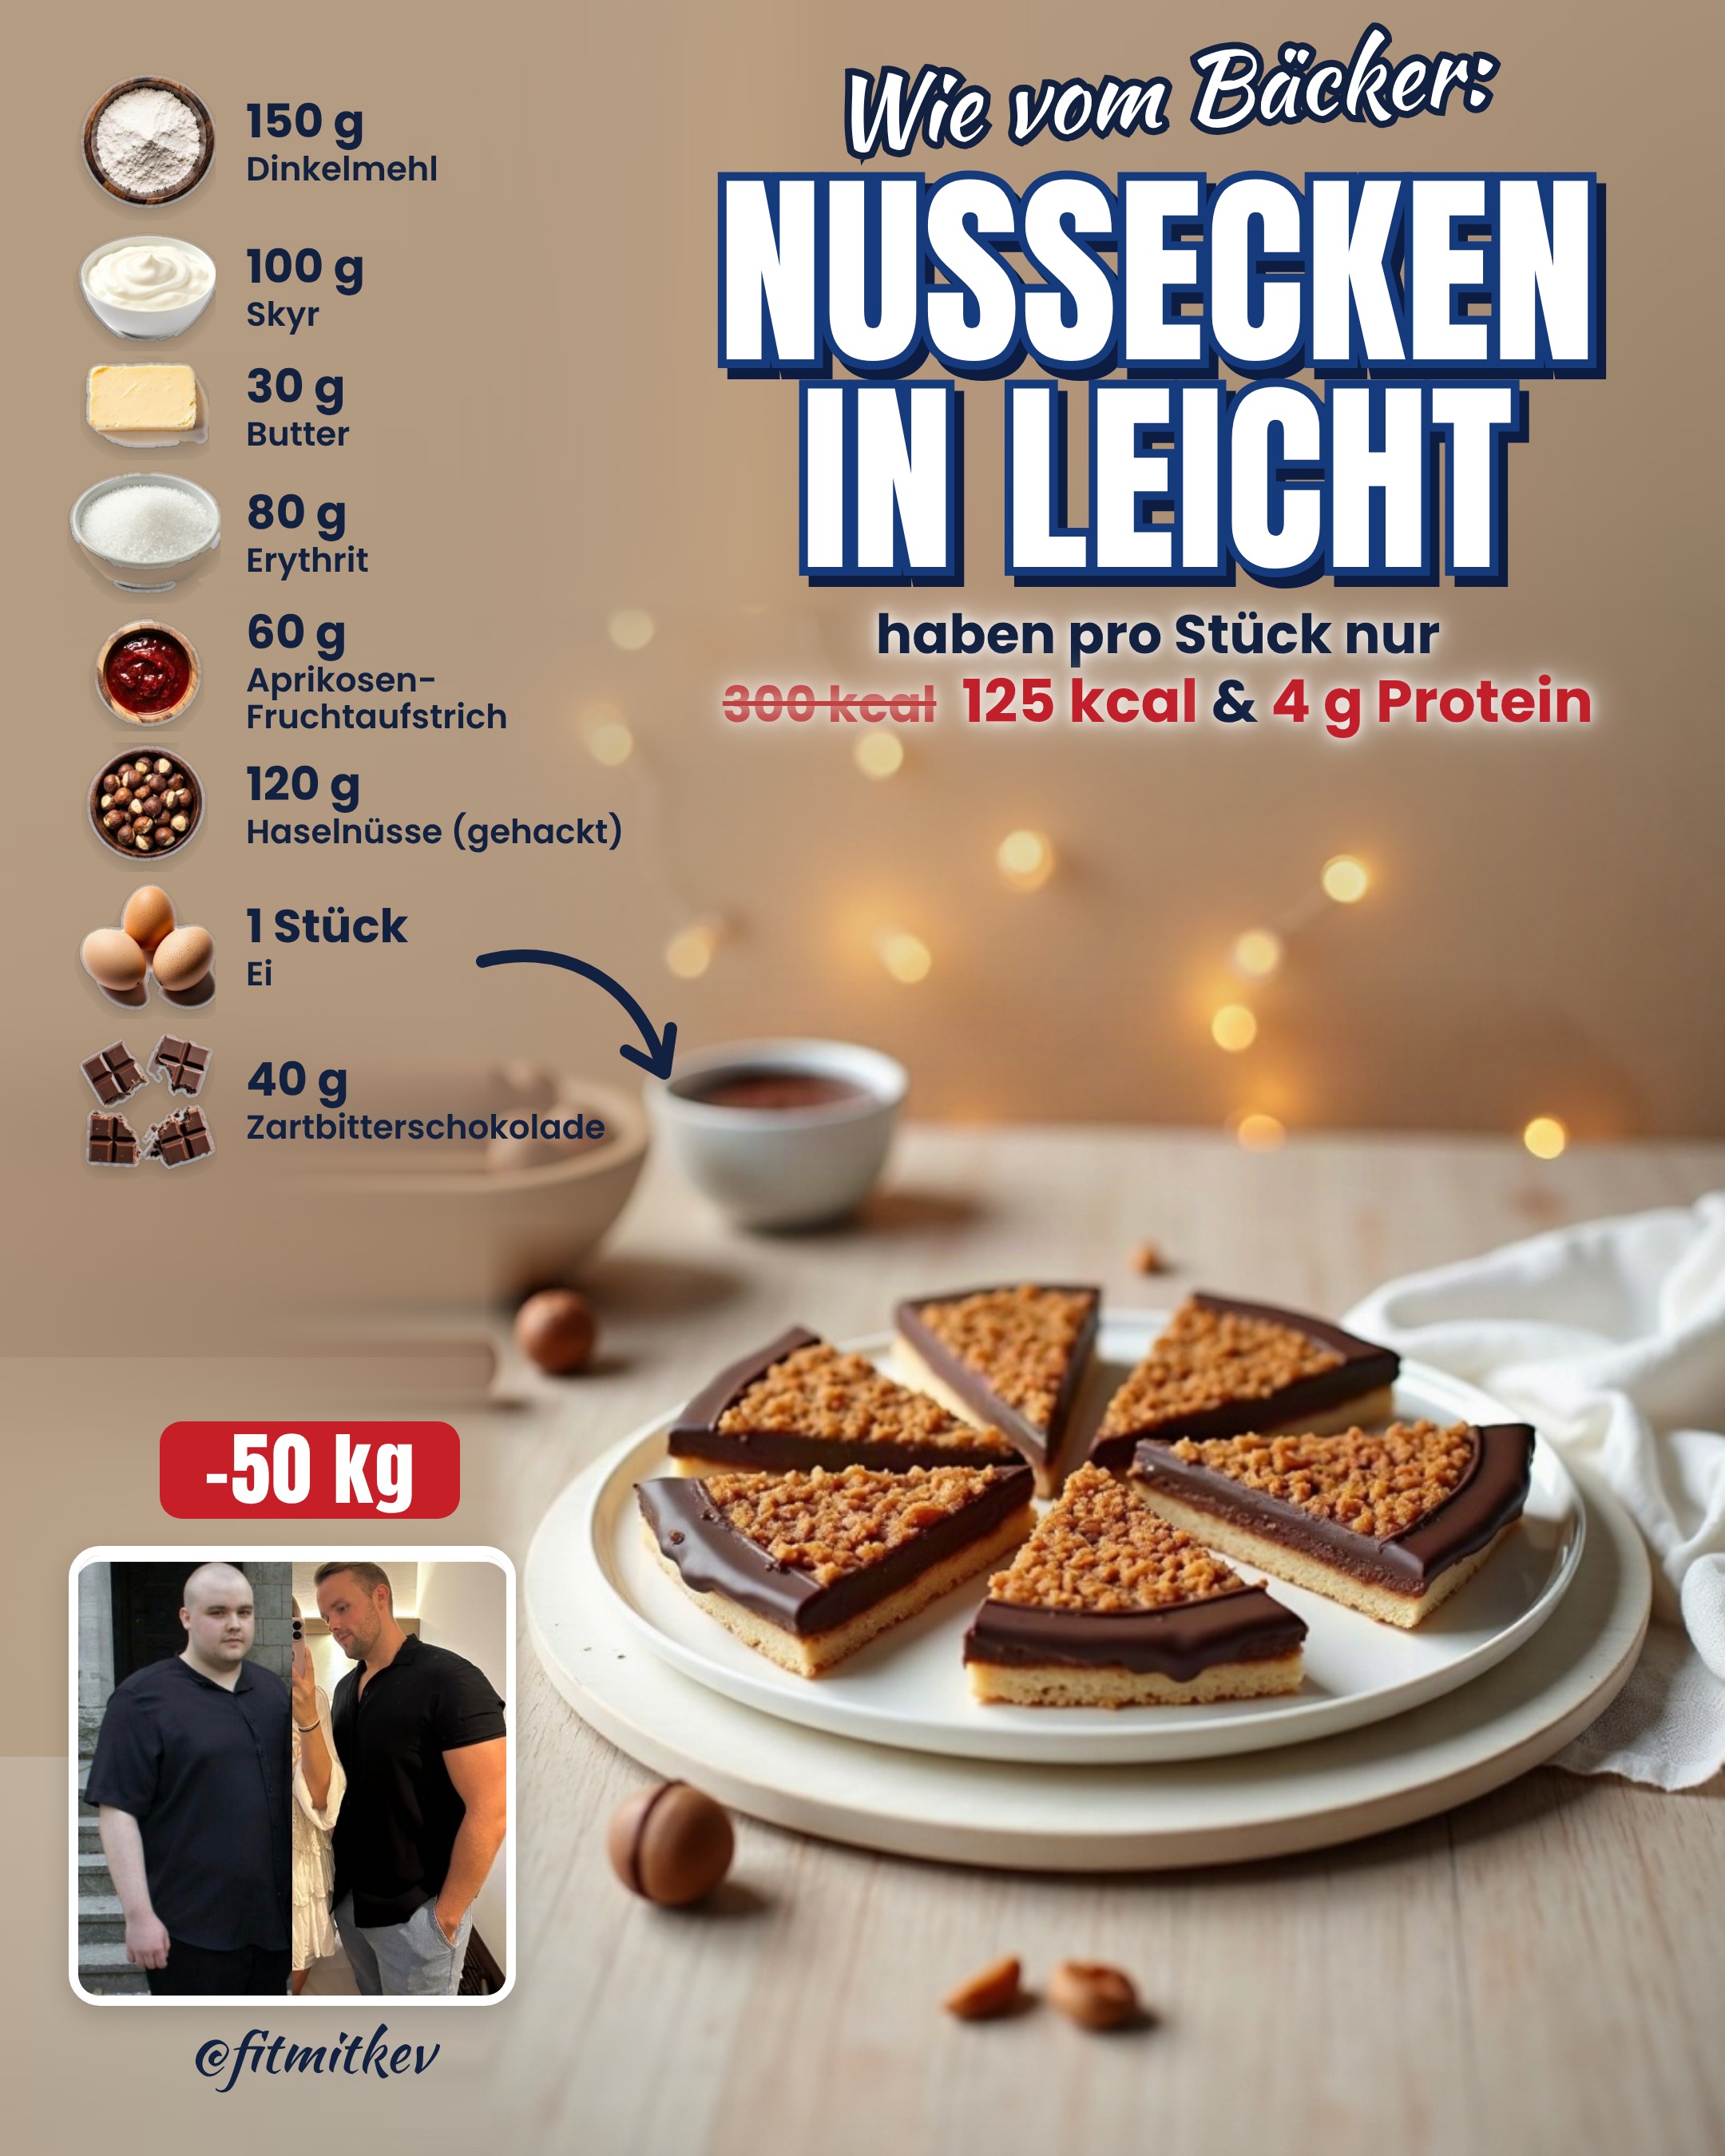 Wie vom Bäcker:
NUSSECKEN
IN LEICHT
haben pro Stück nur
300 kcal 125 kcal & 4 g Protein
150 g
Dinkelmehl
100 g
Skyr
30 g
Butter
80 g
Erythrit
60 g
Aprikosen-
Fruchtaufstrich
120 g
Haselnüsse (gehackt)
1 Stück
Ei
40 g
Zartbitterschokolade
-50 kg
@fitmitkev